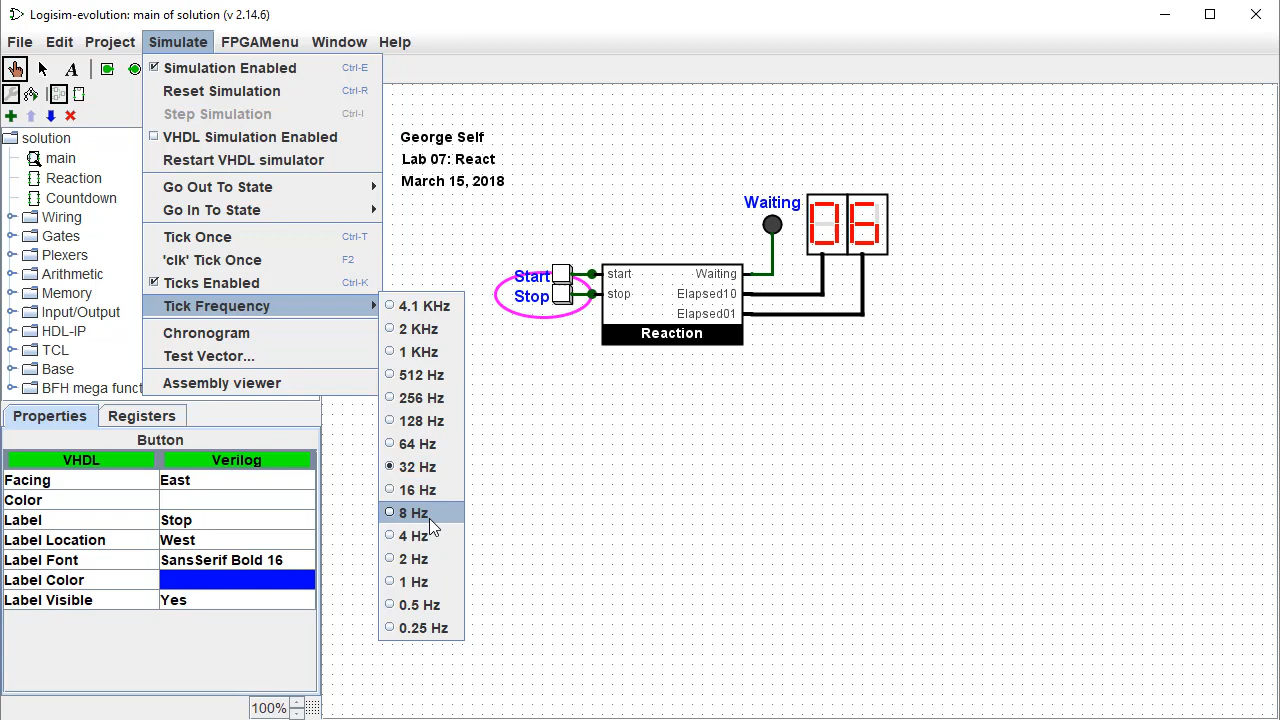 Logisim-evolution: main of solution (v 2.14.6)
File Edit Project Simulate FPGAMenu Window Help
A
Simulation Enabled Ctrl-E
Reset Simulation Ctrl-R
Step Simulation Ctrl-I
VHDL Simulation Enabled
Restart VHDL simulator
Go Out To State
Go In To State
Tick Once Ctrl-T
'clk' Tick Once F2
Ticks Enabled Ctrl-K
Tick Frequency
Chronogram
Test Vector...
Assembly viewer
4.1 KHz
2 KHz
1 KHz
512 Hz
256 Hz
128 Hz
64 Hz
32 Hz
16 Hz
8 Hz
4 Hz
2 Hz
1 Hz
0.5 Hz
0.25 Hz
solution
main
Reaction
Countdown
Wiring
Gates
Plexers
Arithmetic
Memory
Input/Output
HDL-IP
TCL
Base
BFH mega funct
Properties Registers
Button
VHDL Verilog
Facing East
Color
Label Stop
Label Location West
Label Font SansSerif Bold 16
Label Color
Label Visible Yes
100%
George Self
Lab 07: React
March 15, 2018
Waiting
06
Start
Stop
start Waiting
stop Elapsed10
Elapsed01
Reaction